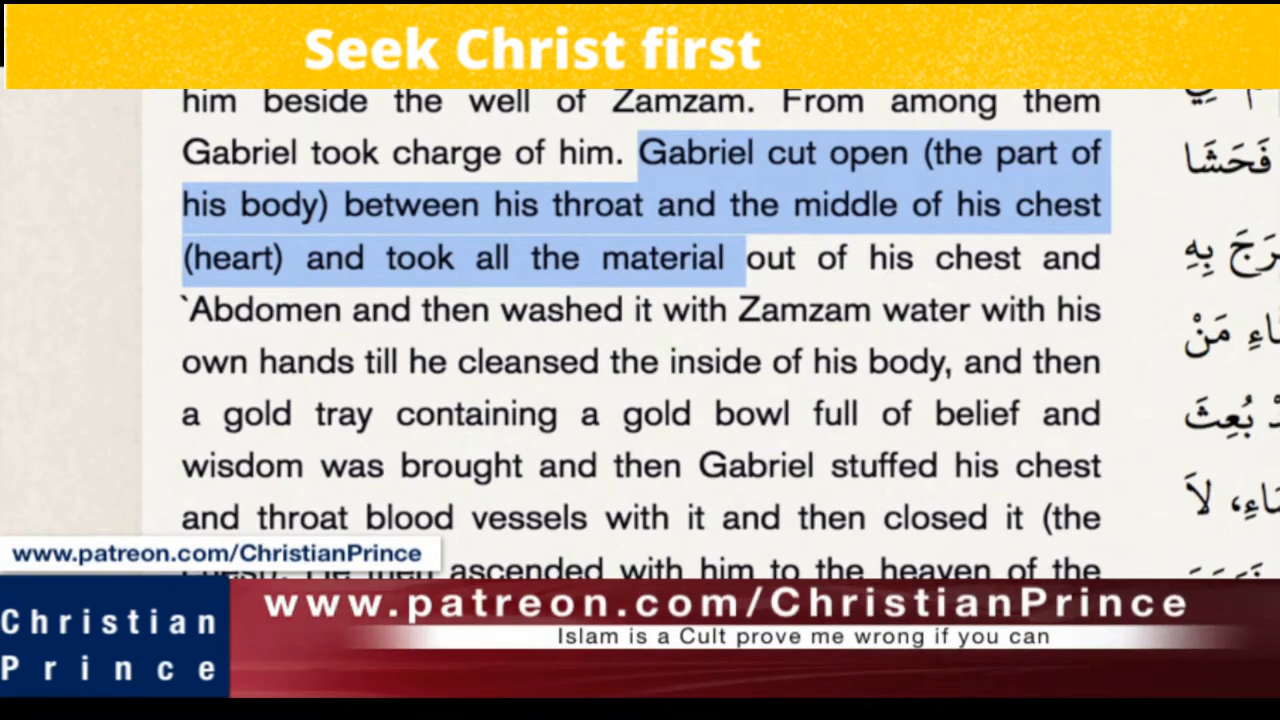 Seek Christ first
him beside the well of Zamzam. From among them
Gabriel took charge of him. Gabriel cut open (the part of
his body) between his throat and the middle of his chest
(heart) and took all the material out of his chest and
`Abdomen and then washed it with Zamzam water with his
own hands till he cleansed the inside of his body, and then
a gold tray containing a gold bowl full of belief and
wisdom was brought and then Gabriel stuffed his chest
and throat blood vessels with it and then closed it (the
chest). He then ascended with him to the heaven of the
فَحَشَا
بِهِ
مَنْ
بُعِثَ
لاَ
www.patreon.com/ChristianPrince
Christian
Prince
www.patreon.com/ChristianPrince
Islam is a Cult prove me wrong if you can